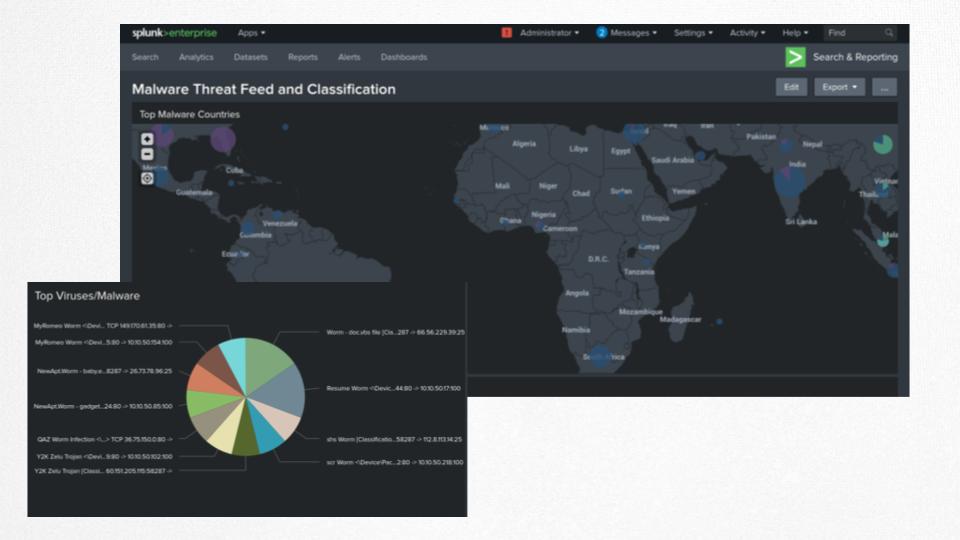 splunk>enterprise Apps ▾ ! Administrator ▾ 2 Messages ▾ Settings ▾ Activity ▾ Help ▾ Find
Search Analytics Datasets Reports Alerts Dashboards > Search & Reporting
Malware Threat Feed and Classification Edit Export ▾ ...
Top Malware Countries
+
−
Algeria
Libya
Egypt
Saudi Arabia
Pakistan
Nepal
India
Mexico
Cuba
Guatemala
Mali
Niger
Chad
Sudan
Yemen
Venezuela
Colombia
Ecuador
Ghana
Nigeria
Cameroon
Ethiopia
Sri Lanka
D.R.C.
Kenya
Tanzania
Angola
Mozambique
Madagascar
Namibia
South Africa
Top Viruses/Malware
MyRomeo Worm <\Devi... TCP 149.170.61.35:80 ->
MyRomeo Worm <\Devi...5:80 -> 10.10.50.154:100
NewApt.Worm - baby.e...8287 -> 26.73.78.96:25
NewApt.Worm - gadget...24:80 -> 10.10.50.85:100
QAZ Worm Infection <\...> TCP 36.75.150.0:80 ->
Y2K Zelu Trojan <\Devi...9:80 -> 10.10.50.102:100
Y2K Zelu Trojan [Classi... 60.151.205.115:58287 ->
Worm - doc.vbs file [Cla...287 -> 66.56.229.39:25
Resume Worm <\Devic...44:80 -> 10.10.50.17:100
shs Worm [Classificatio...58287 -> 112.8.113.14:25
scr Worm <\Device\Pac...2:80 -> 10.10.50.218:100